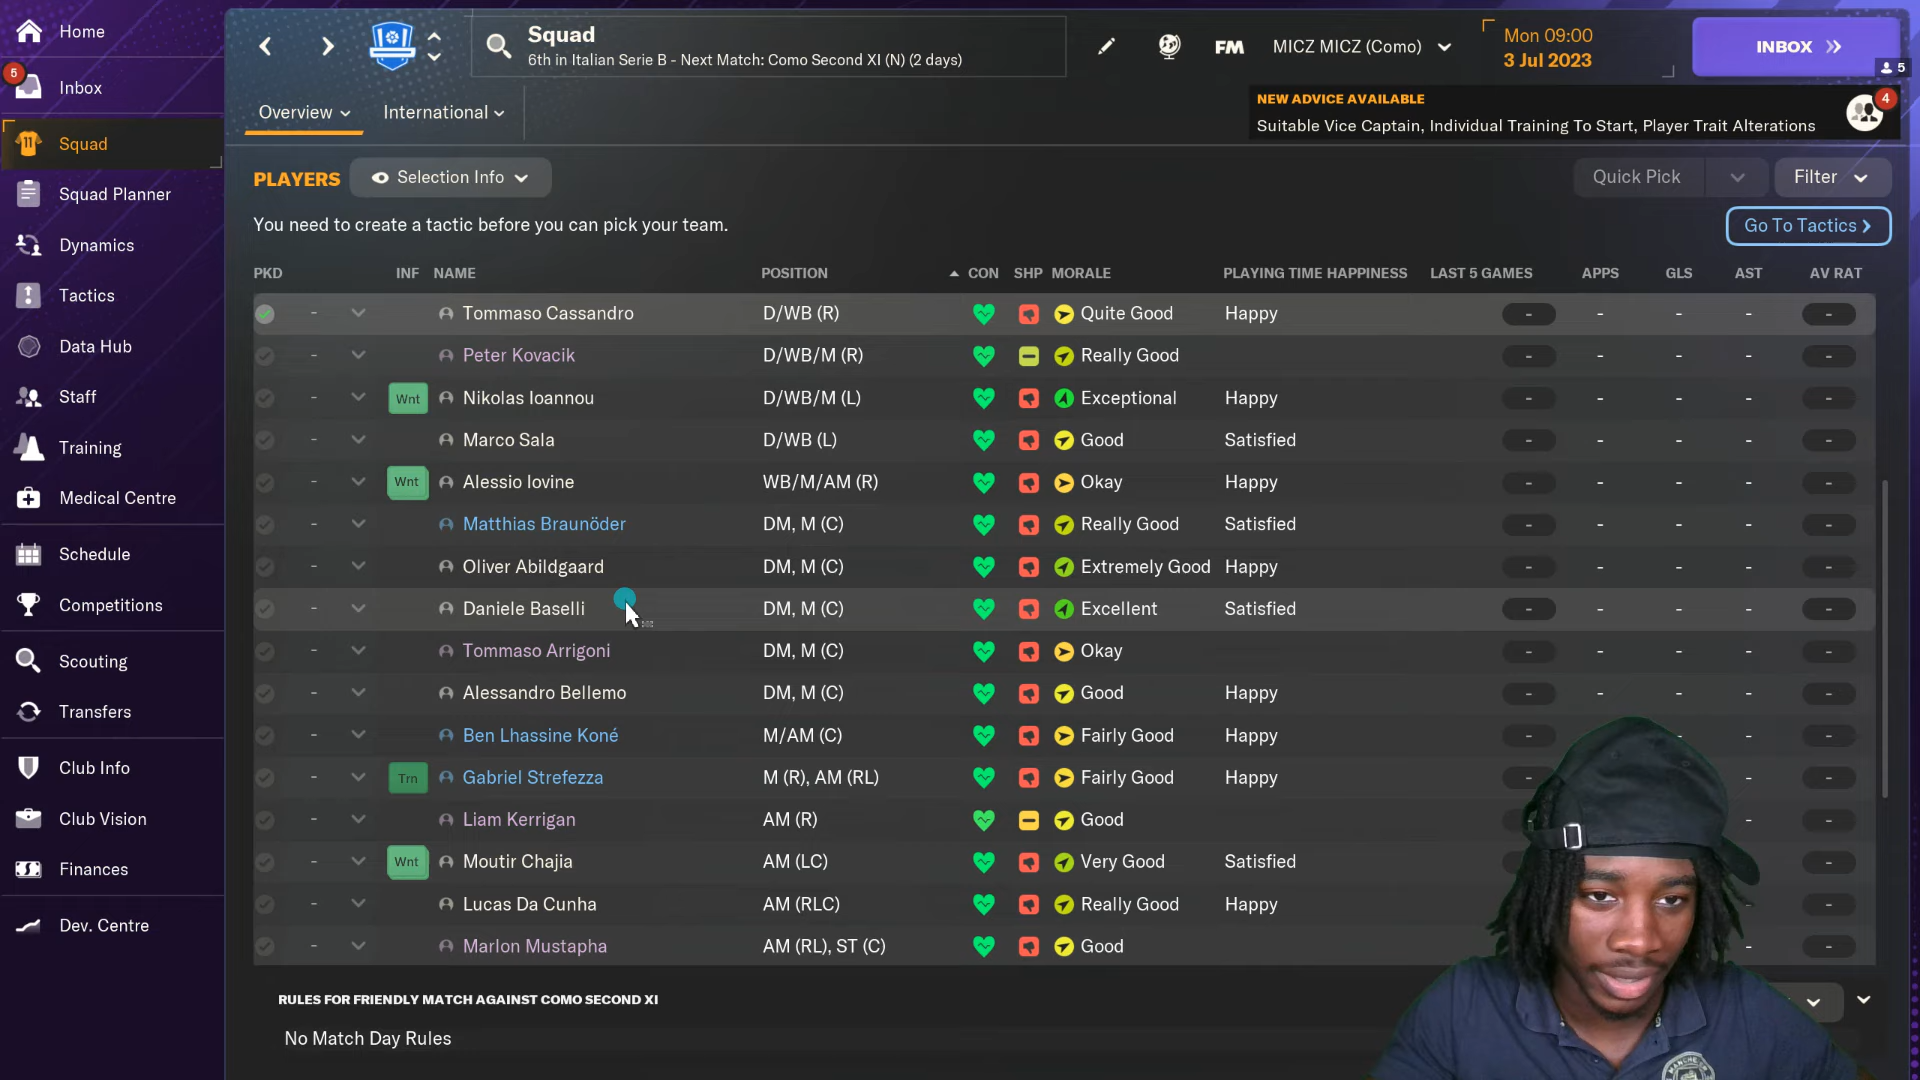 Home
Squad
6th in Italian Serie B - Next Match: Como Second XI (N) (2 days)
FM
MICZ MICZ (Como)
Mon 09:00
3 Jul 2023
INBOX
5
5
Inbox
Overview
International
NEW ADVICE AVAILABLE
Suitable Vice Captain, Individual Training To Start, Player Trait Alterations
4
11
Squad
Squad Planner
Dynamics
Tactics
Data Hub
Staff
Training
Medical Centre
Schedule
Competitions
Scouting
Transfers
Club Info
Club Vision
Finances
Dev. Centre
PLAYERS
Selection Info
Quick Pick
Filter
You need to create a tactic before you can pick your team.
Go To Tactics
PKD INF NAME POSITION CON SHP MORALE PLAYING TIME HAPPINESS LAST 5 GAMES APPS GLS AST AV RAT
- Tommaso Cassandro D/WB (R) Quite Good Happy - - - - -
- Peter Kovacik D/WB/M (R) Really Good - - - - -
- Wnt Nikolas Ioannou D/WB/M (L) Exceptional Happy - - - - -
- Marco Sala D/WB (L) Good Satisfied - - - - -
- Wnt Alessio Iovine WB/M/AM (R) Okay Happy - - - - -
- Matthias Braunöder DM, M (C) Really Good Satisfied - - - - -
- Oliver Abildgaard DM, M (C) Extremely Good Happy - - - - -
- Daniele Baselli DM, M (C) Excellent Satisfied - - - - -
- Tommaso Arrigoni DM, M (C) Okay - - - - -
- Alessandro Bellemo DM, M (C) Good Happy - - - - -
- Ben Lhassine Koné M/AM (C) Fairly Good Happy - - - - -
- Trn Gabriel Strefezza M (R), AM (RL) Fairly Good Happy - - -
- Liam Kerrigan AM (R) Good - -
- Wnt Moutir Chajia AM (LC) Very Good Satisfied -
- Lucas Da Cunha AM (RLC) Really Good Happy - -
- Marlon Mustapha AM (RL), ST (C) Good - -
RULES FOR FRIENDLY MATCH AGAINST COMO SECOND XI
No Match Day Rules